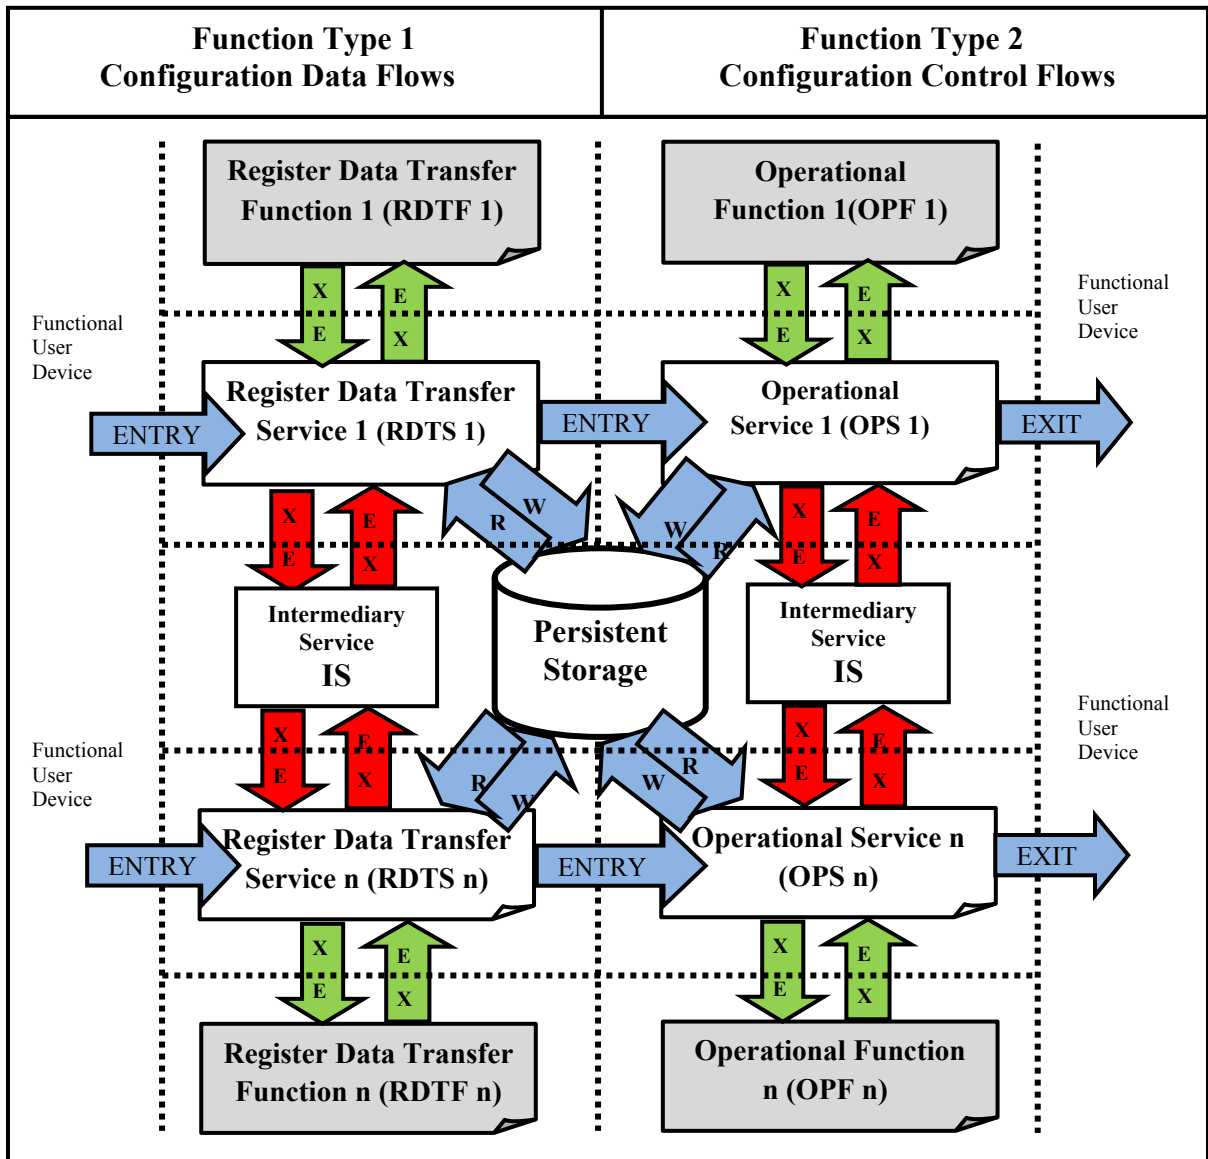 Function Type 1
Configuration Data Flows
Function Type 2
Configuration Control Flows
Register Data Transfer
Function 1 (RDTF 1)
Operational
Function 1(OPF 1)
X
E
E
X
X
E
E
X
Functional
User
Device
Functional
User
Device
Register Data Transfer
Service 1 (RDTS 1)
Operational
Service 1 (OPS 1)
ENTRY
ENTRY
EXIT
W
R
W
R
X
E
E
X
X
E
E
X
Intermediary
Service
IS
Persistent
Storage
Intermediary
Service
IS
X
E
E
X
X
E
E
X
Functional
User
Device
Functional
User
Device
R
W
R
W
Register Data Transfer
Service n (RDTS n)
Operational Service n
(OPS n)
ENTRY
ENTRY
EXIT
X
E
E
X
X
E
E
X
Register Data Transfer
Function n (RDTF n)
Operational Function
n (OPF n)